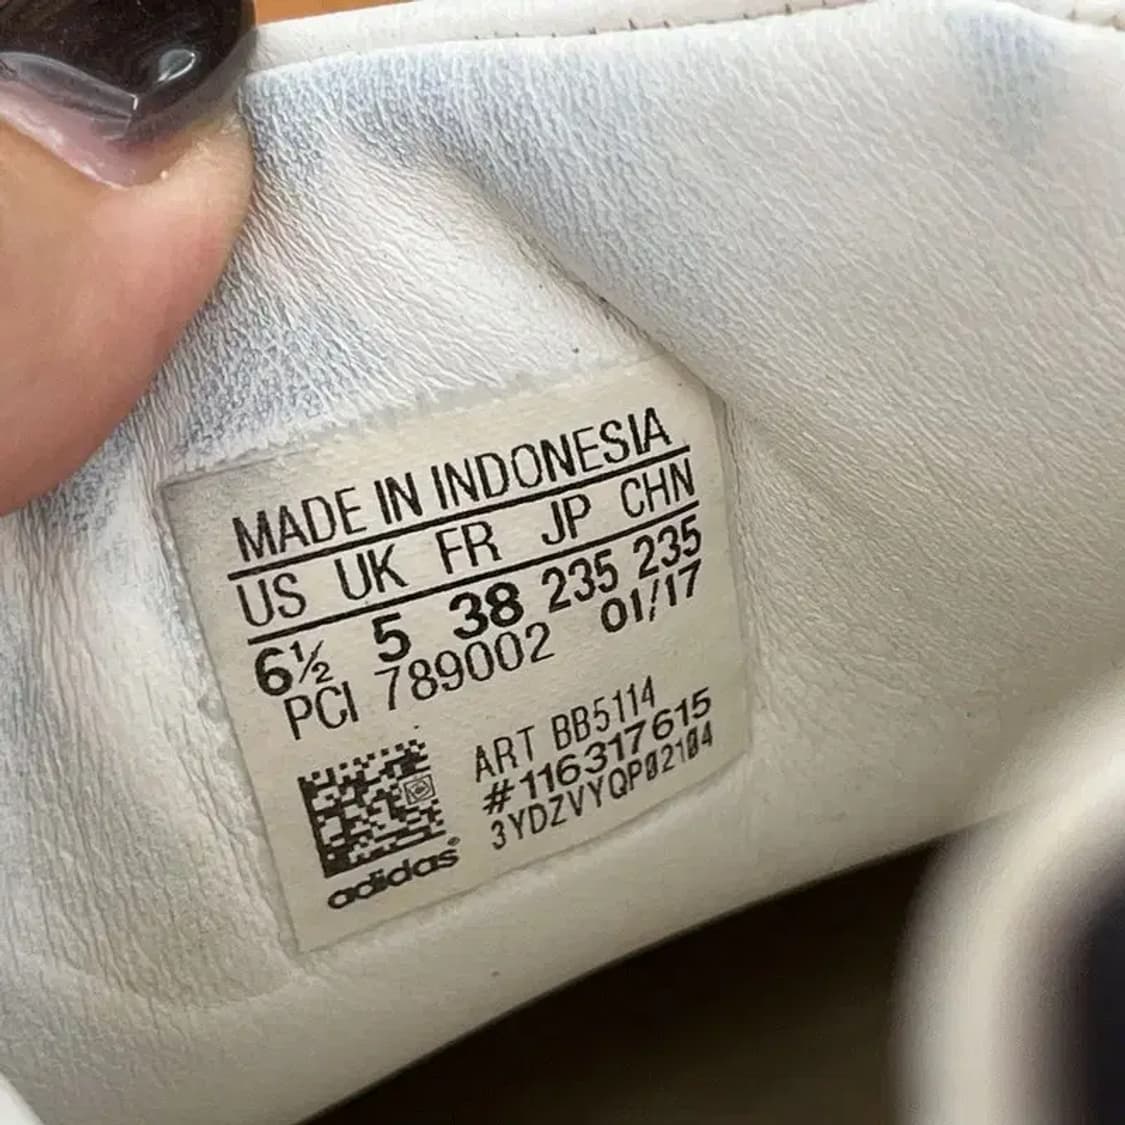 MADE IN INDONESIA
US UK FR JP CHN
6½ 5 38 235 235
PCI 789002 01/17
ART BB5114
#116317615
3YDZVYQP02104
adidas®